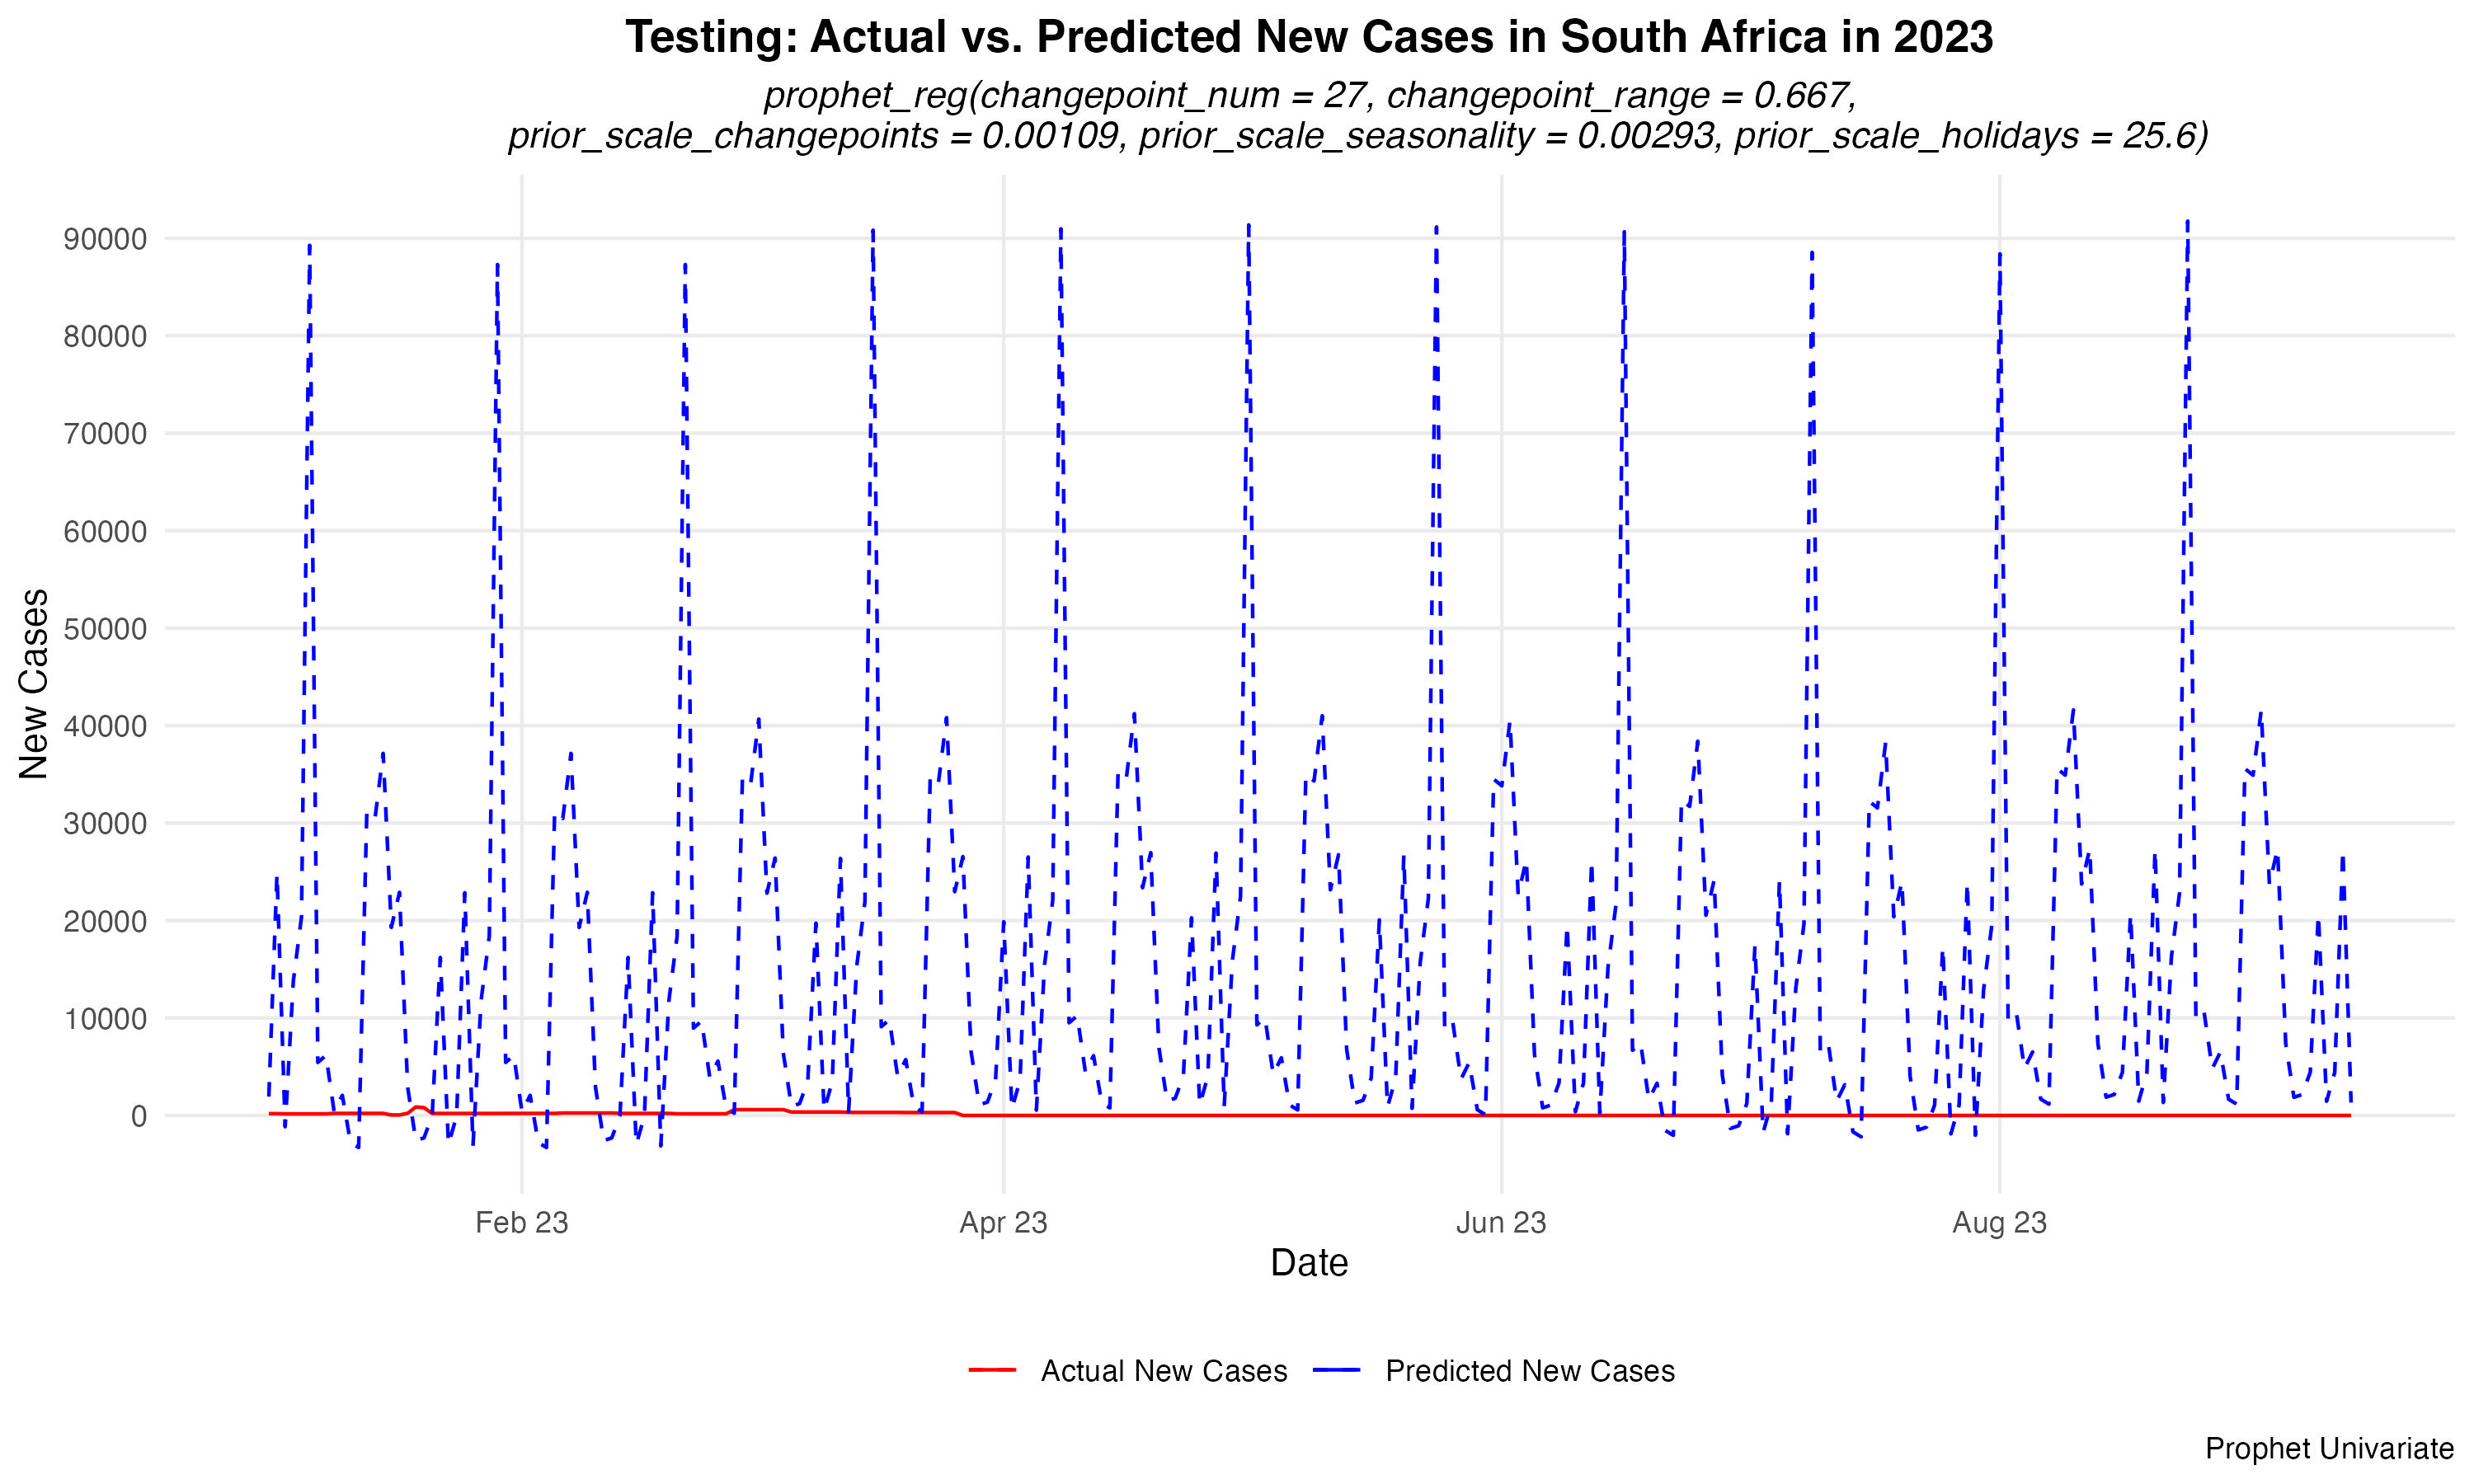 Testing: Actual vs. Predicted New Cases in South Africa in 2023
prophet_reg(changepoint_num = 27, changepoint_range = 0.667,
prior_scale_changepoints = 0.00109, prior_scale_seasonality = 0.00293, prior_scale_holidays = 25.6)
New Cases
90000
80000
70000
60000
50000
40000
30000
20000
10000
0
Feb 23 Apr 23 Jun 23 Aug 23
Date
Actual New Cases Predicted New Cases
Prophet Univariate